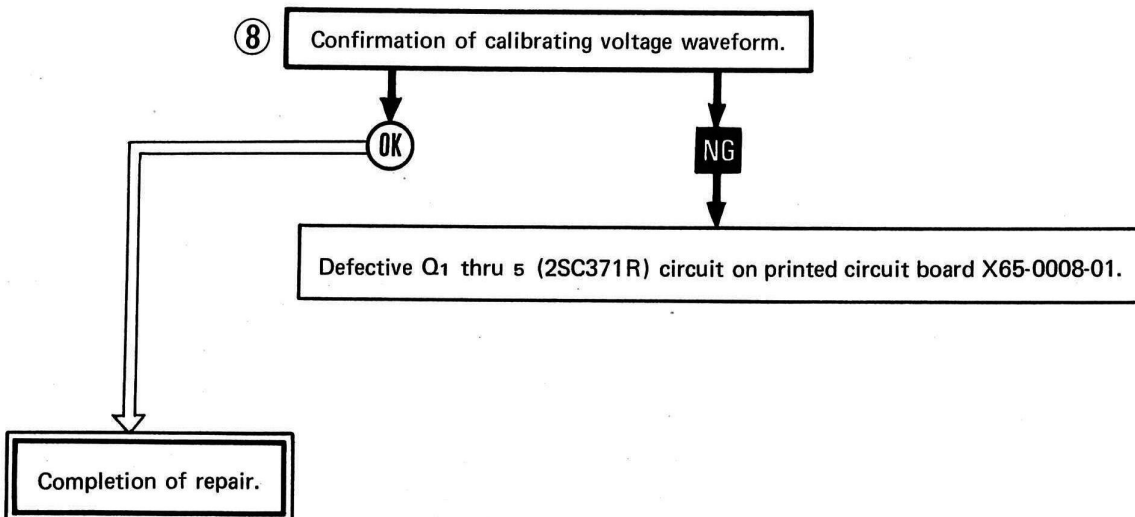 ⑧ Confirmation of calibrating voltage waveform.
OK
NG
Defective Q1 thru 5 (2SC371R) circuit on printed circuit board X65-0008-01.
Completion of repair.